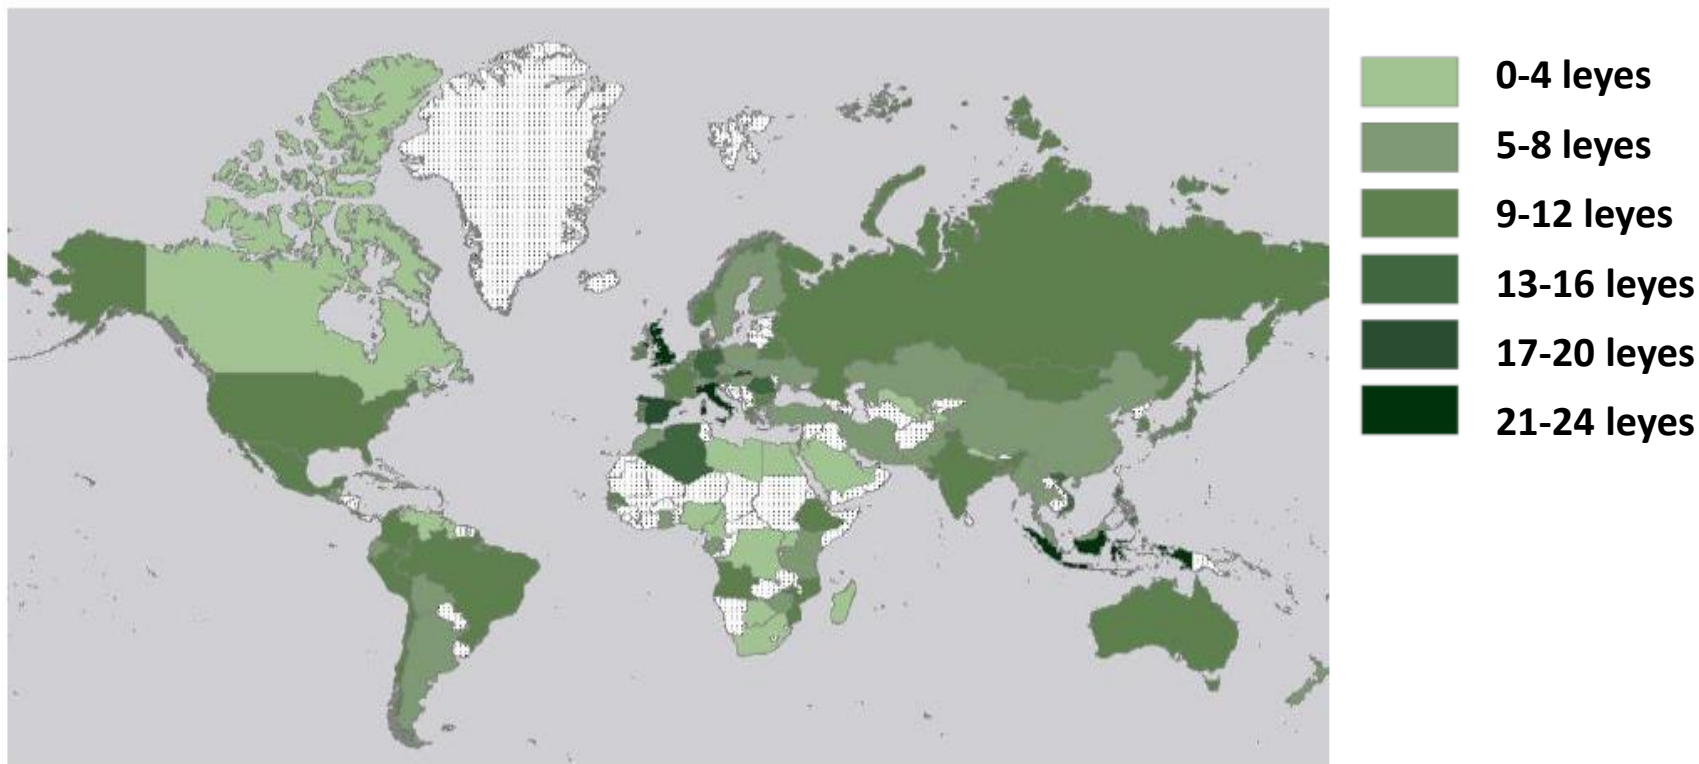 0-4 leyes
5-8 leyes
9-12 leyes
13-16 leyes
17-20 leyes
21-24 leyes